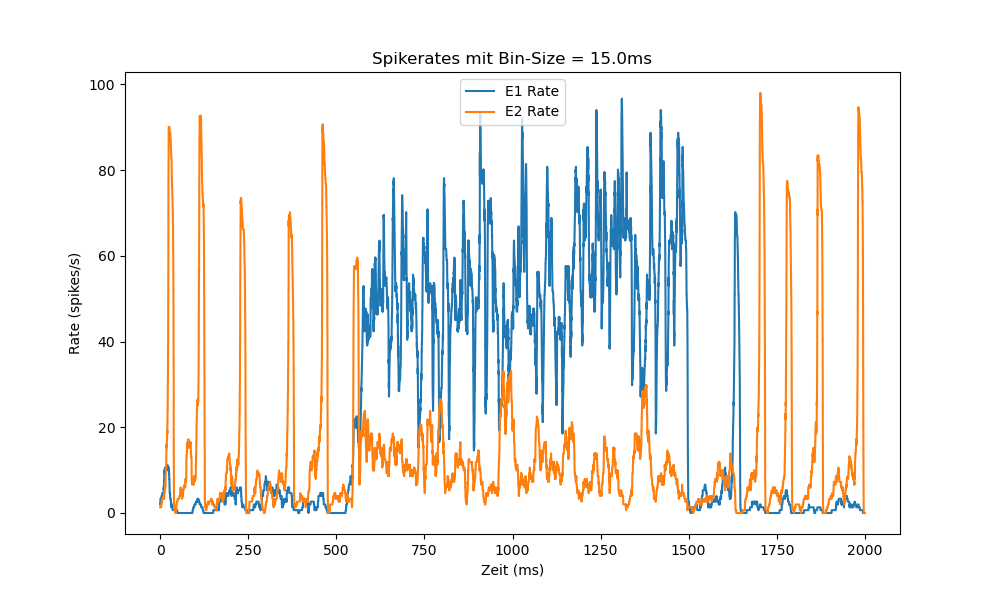 Spikerates mit Bin-Size = 15.0ms
E1 Rate
E2 Rate
Rate (spikes/s)
100
80
60
40
20
0
0 250 500 750 1000 1250 1500 1750 2000
Zeit (ms)